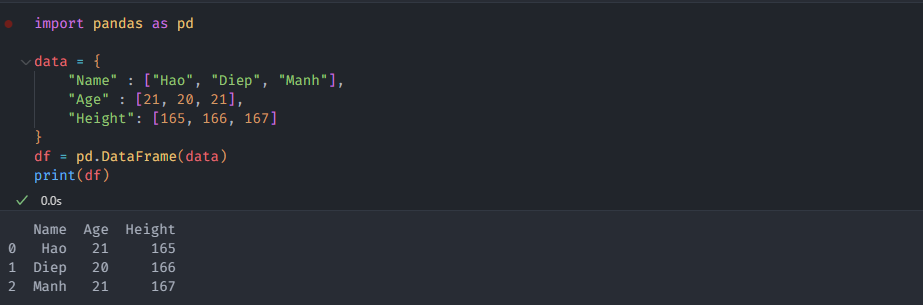 import pandas as pd
data = {
"Name" : ["Hao", "Diep", "Manh"],
"Age" : [21, 20, 21],
"Height": [165, 166, 167]
}
df = pd.DataFrame(data)
print(df)
0.0s
Name Age Height
0 Hao 21 165
1 Diep 20 166
2 Manh 21 167